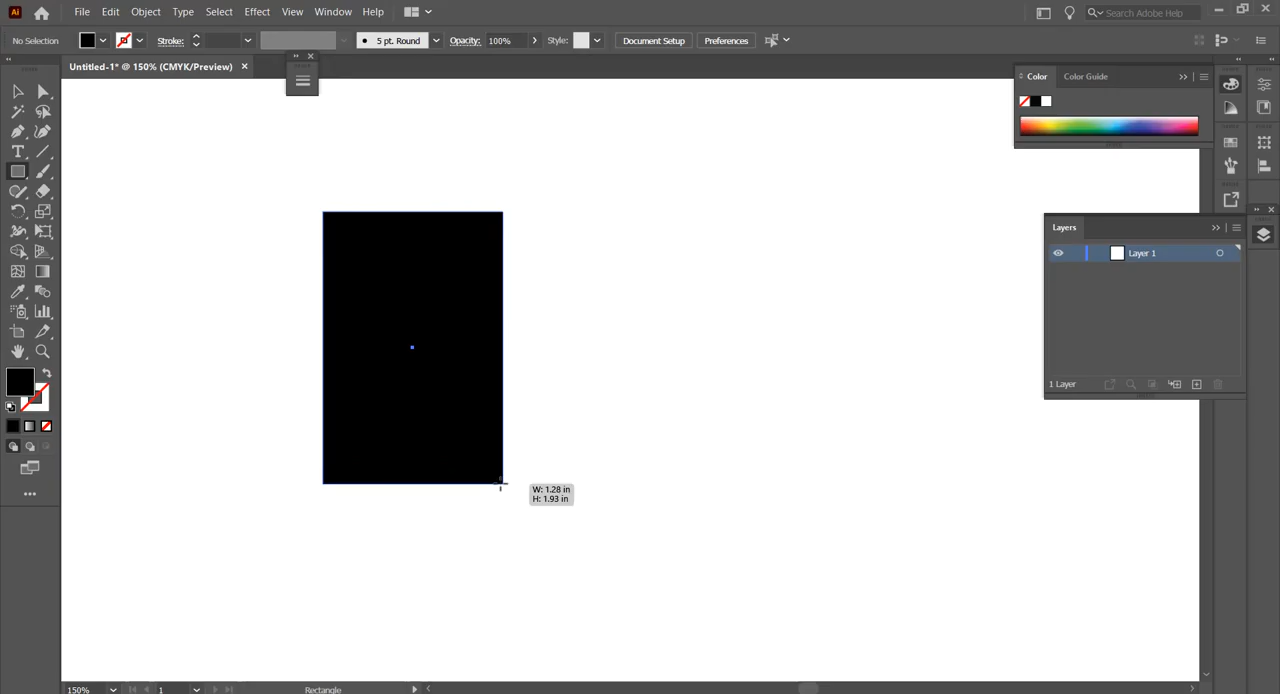 Ai File Edit Object Type Select Effect View Window Help Search Adobe Help
No Selection Stroke: 5 pt. Round Opacity: 100% Style: Document Setup Preferences
Untitled-1* @ 150% (CMYK/Preview)
Color Color Guide
Layers
Layer 1
1 Layer
W: 1.28 in
H: 1.93 in
150% 1 Rectangle